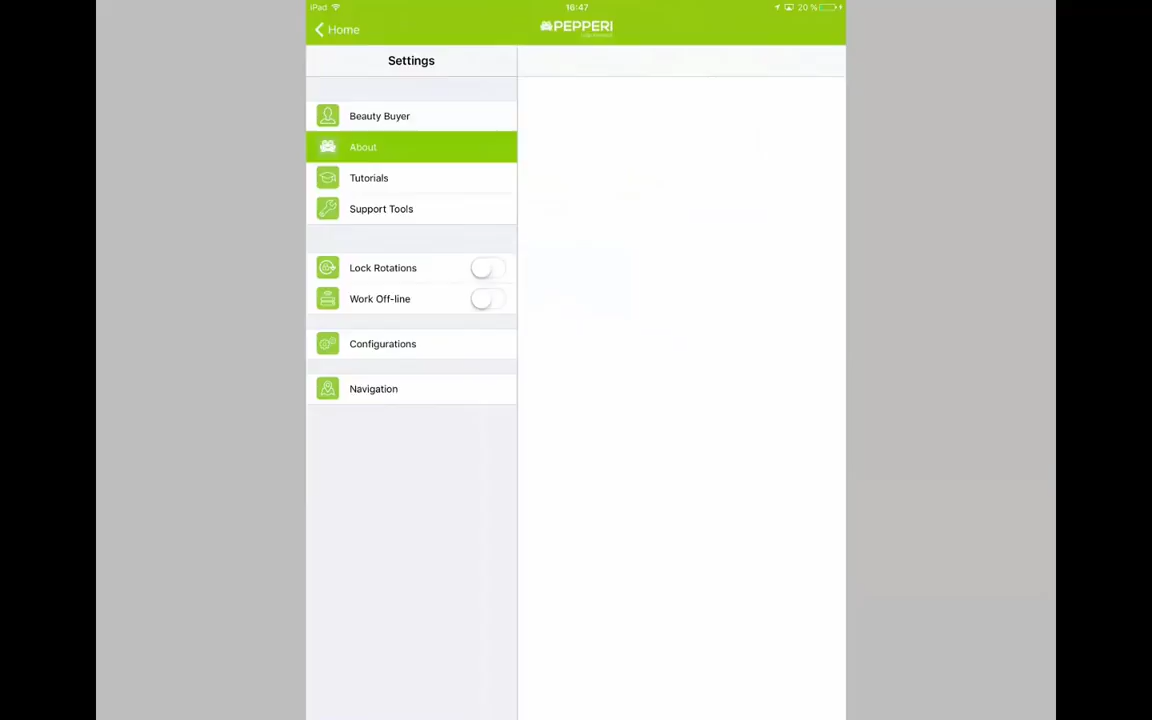 iPad 16:47 20 %
Home PEPPERI
Settings
Beauty Buyer
About
Tutorials
Support Tools
Lock Rotations
Work Off-line
Configurations
Navigation